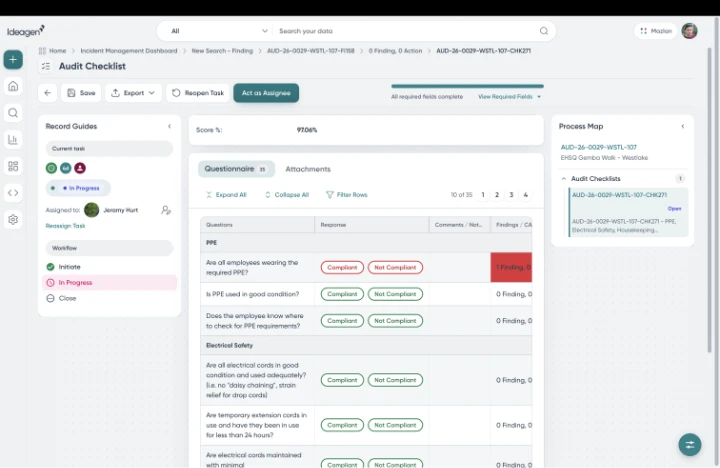 Ideagen
All
Search your data
Mazlan
Home > Incident Management Dashboard > New Search - Finding > AUD-26-0029-WSTL-107-FI158 > 0 Finding, 0 Action > AUD-26-0029-WSTL-107-CHK271
Audit Checklist
Save
Export
Reopen Task
Act as Assignee
All required fields complete
View Required Fields
Record Guides
Current task
In Progress
Assigned to:
Jeramy Hurt
Reassign Task
Workflow
Initiate
In Progress
Close
Score %:
97.06%
Questionnaire 35
Attachments
Expand All
Collapse All
Filter Rows
10 of 35
1 2 3 4
Questions
Response
Comments / Not...
Findings / CA
PPE
Are all employees wearing the
required PPE?
Compliant
Not Compliant
1 Finding, 0
Is PPE used in good condition?
Compliant
Not Compliant
0 Finding, 0
Does the employee know where
to check for PPE requirements?
Compliant
Not Compliant
0 Finding, 0
Electrical Safety
Are all electrical cords in good
condition and used adequately?
(i.e. no "daisy chaining", strain
relief for drop cords)
Compliant
Not Compliant
0 Finding, 0
Are temporary extension cords in
use and have they been in use
for less than 24 hours?
Compliant
Not Compliant
0 Finding, 0
Are electrical cords maintained
with minimal
Compliant
Not Compliant
0 Finding, 0
Process Map
AUD-26-0029-WSTL-107
EHSQ Gemba Walk - Westlake
Audit Checklists
1
AUD-26-0029-WSTL-107-CHK271
Open
AUD-26-0029-WSTL-107-CHK271 - PPE,
Electrical Safety, Housekeeping...